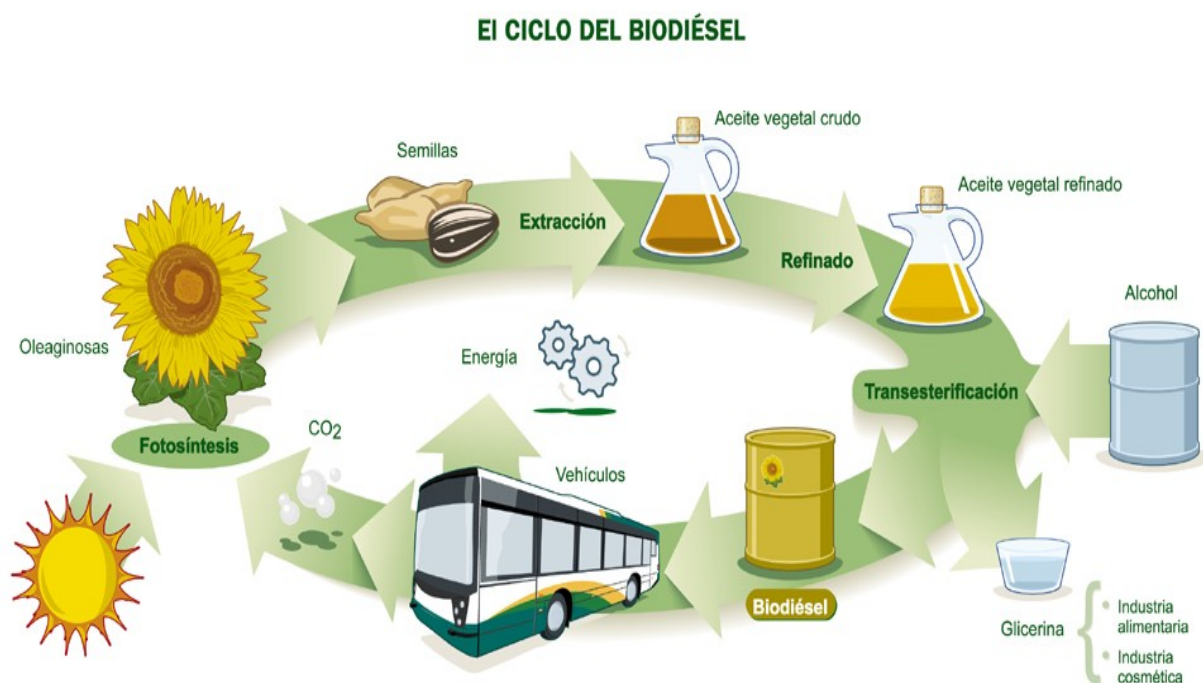 El CICLO DEL BIODIÉSEL
Aceite vegetal crudo
Semillas
Aceite vegetal refinado
Extracción
Refinado
Alcohol
Oleaginosas
Energía
Transesterificación
Fotosíntesis
CO2
Vehículos
Biodiésel
Glicerina
• Industria
alimentaria
• Industria
cosmética